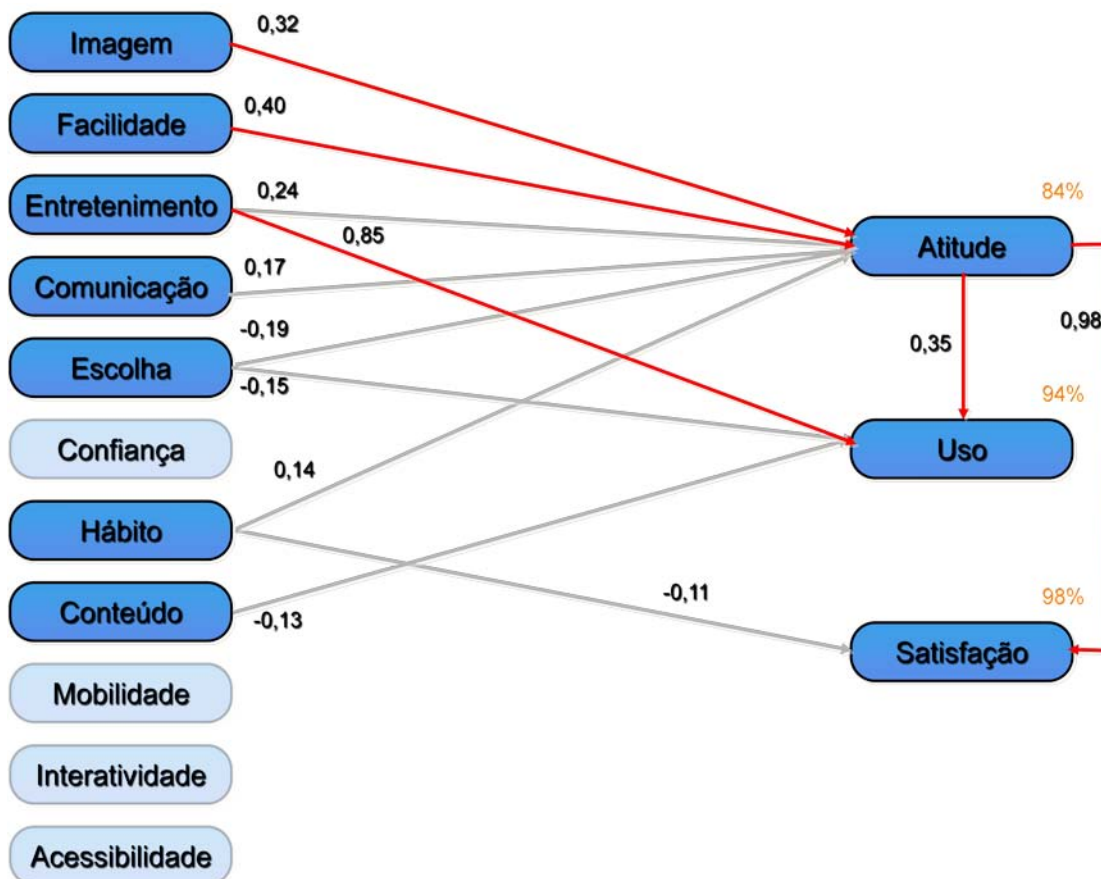 Imagem
0,32
Facilidade
0,40
Entretenimento
0,24
0,85
Comunicação
0,17
Escolha
-0,19
-0,15
Confiança
Hábito
0,14
Conteúdo
-0,13
-0,11
Mobilidade
Interatividade
Acessibilidade
84%
Atitude
0,35
0,98
94%
Uso
98%
Satisfação